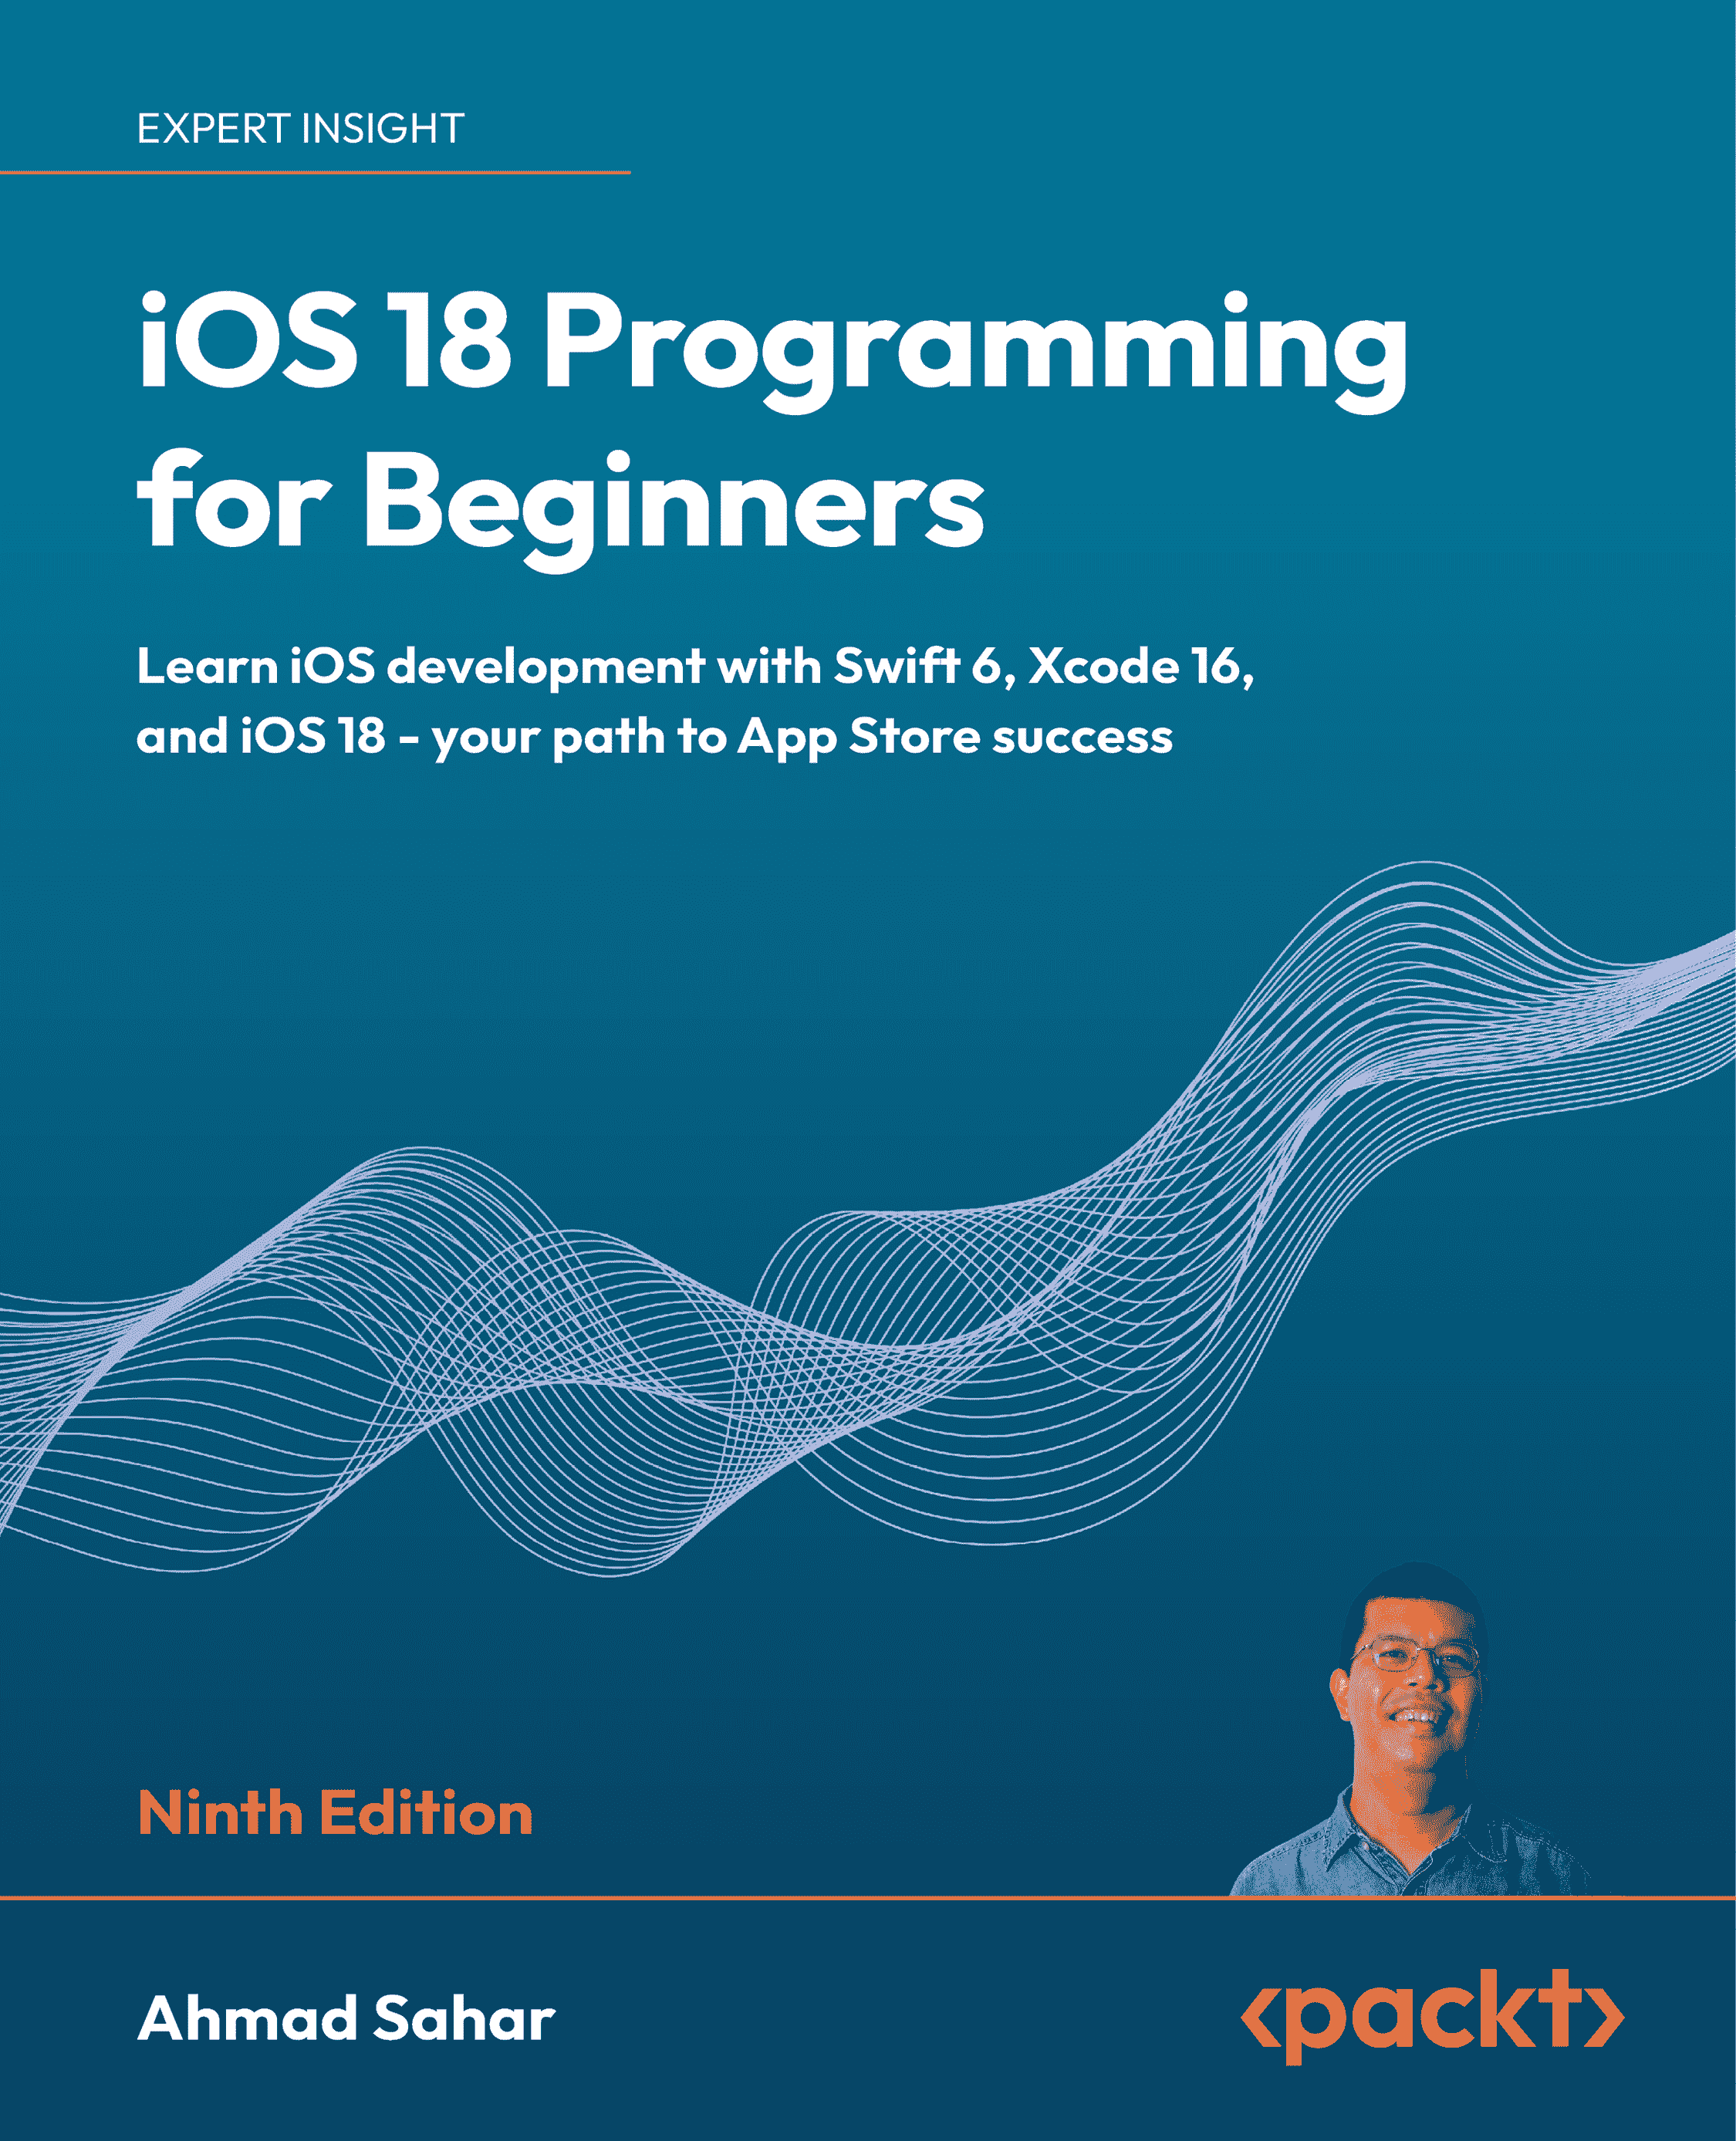 EXPERT INSIGHT
iOS 18 Programming
for Beginners
Learn iOS development with Swift 6, Xcode 16,
and iOS 18 - your path to App Store success
Ninth Edition
Ahmad Sahar
<packt>